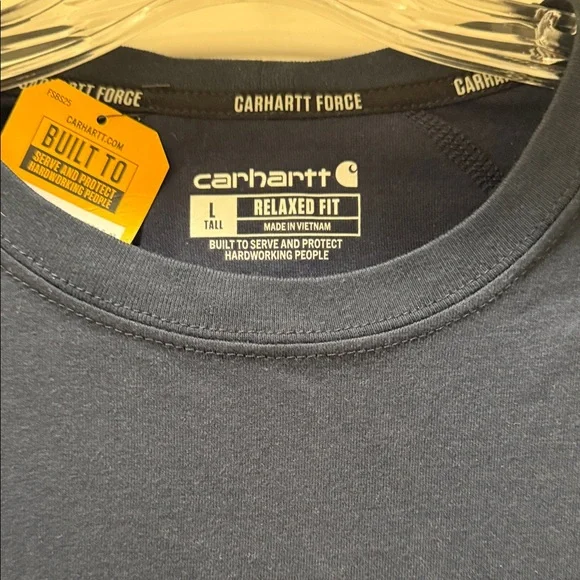 CARHARTT FORCE
CARHARTT FORCE
CARHA
FSBS25
CARHARTT.COM
BUILT TO
SERVE AND PROTECT
HARDWORKING PEOPLE
carhartt
L
TALL
RELAXED FIT
MADE IN VIETNAM
BUILT TO SERVE AND PROTECT
HARDWORKING PEOPLE